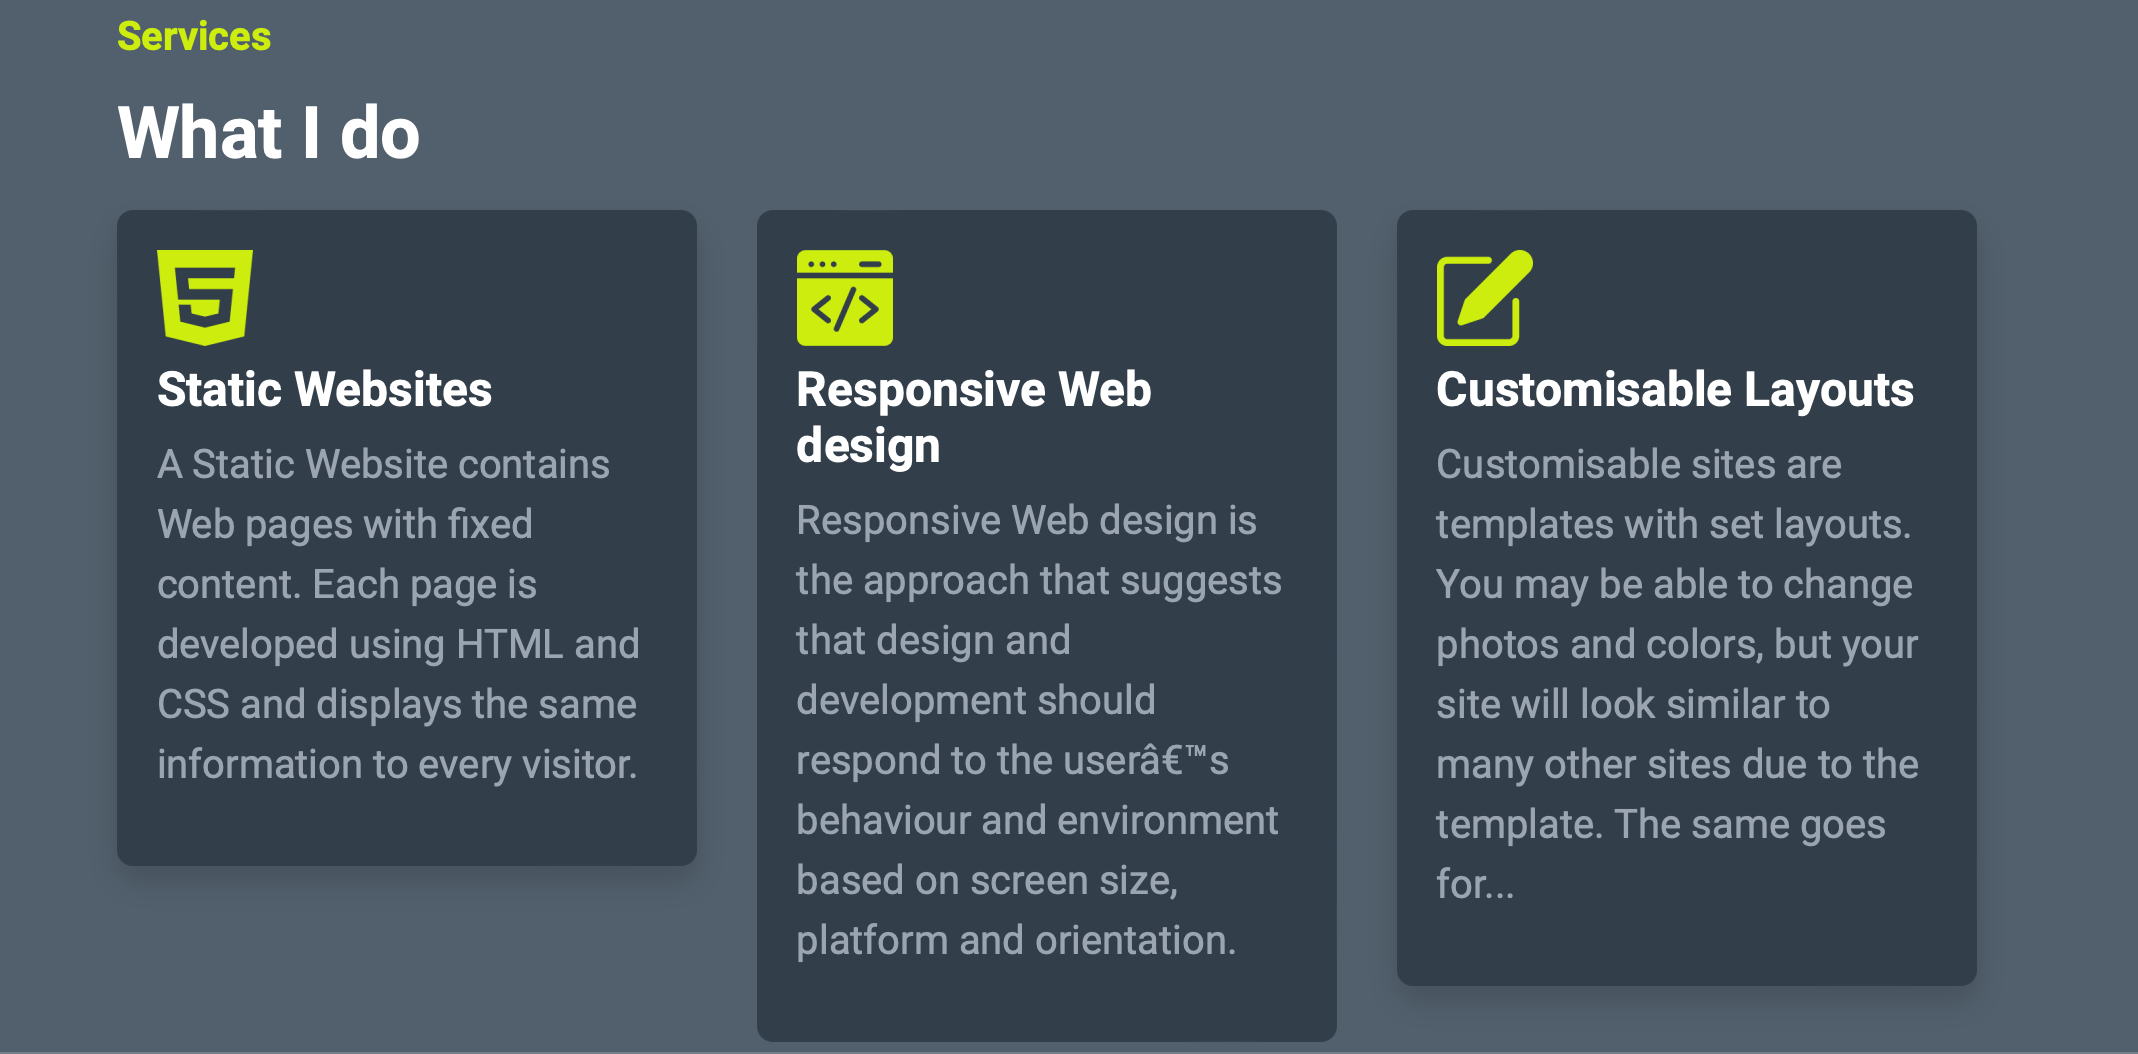 Services
What I do
Static Websites
A Static Website contains
Web pages with fixed
content. Each page is
developed using HTML and
CSS and displays the same
information to every visitor.
</>
Responsive Web
design
Responsive Web design is
the approach that suggests
that design and
development should
respond to the userâ€™s
behaviour and environment
based on screen size,
platform and orientation.
Customisable Layouts
Customisable sites are
templates with set layouts.
You may be able to change
photos and colors, but your
site will look similar to
many other sites due to the
template. The same goes
for...